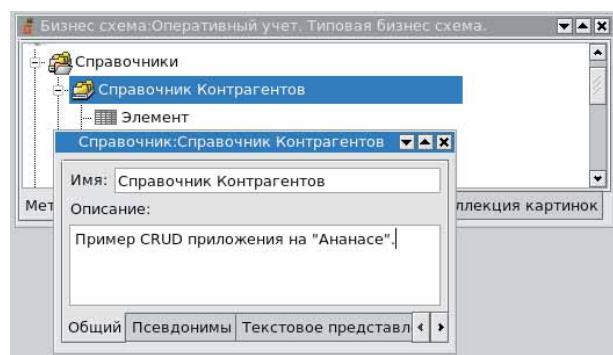 Бизнес схема:Оперативный учет. Типовая бизнес схема.
Справочники
Справочник Контрагентов
Элемент
Справочник:Справочник Контрагентов
Имя: Справочник Контрагентов
Мет
ллекция картинок
Описание:
Пример CRUD приложения на "Ананасе".
Общий Псевдонимы Текстовое представл